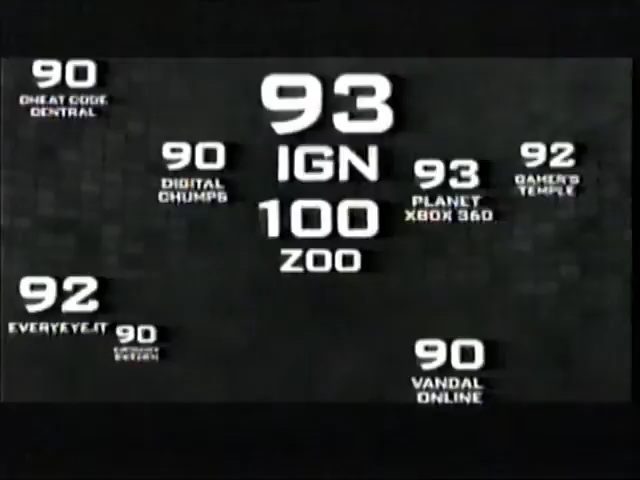 90
CHEAT CODE
CENTRAL
93
IGN
90
DIGITAL
CHUMPS
93
PLANET
XBOX 360
92
GAMER'S
TEMPLE
100
ZOO
92
EVERYEYE.IT
90
90
VANDAL
ONLINE